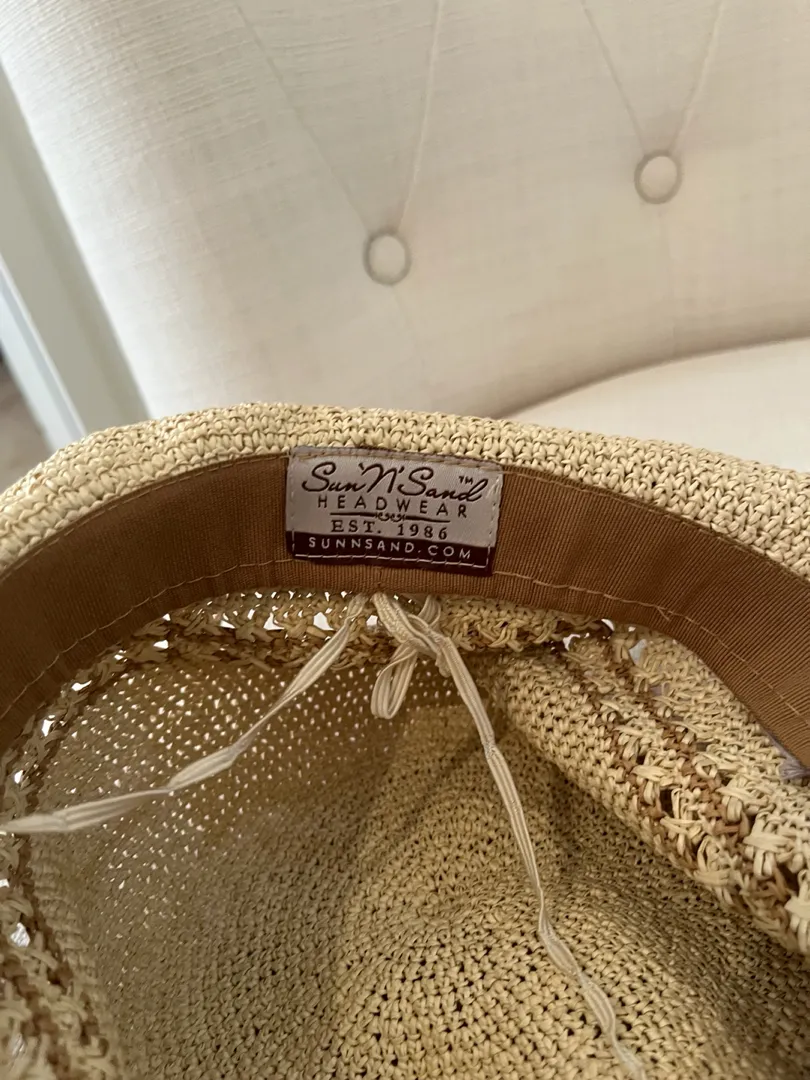 Sun 'N' Sand™
HEADWEAR
EST. 1986
SUNNSAND.COM